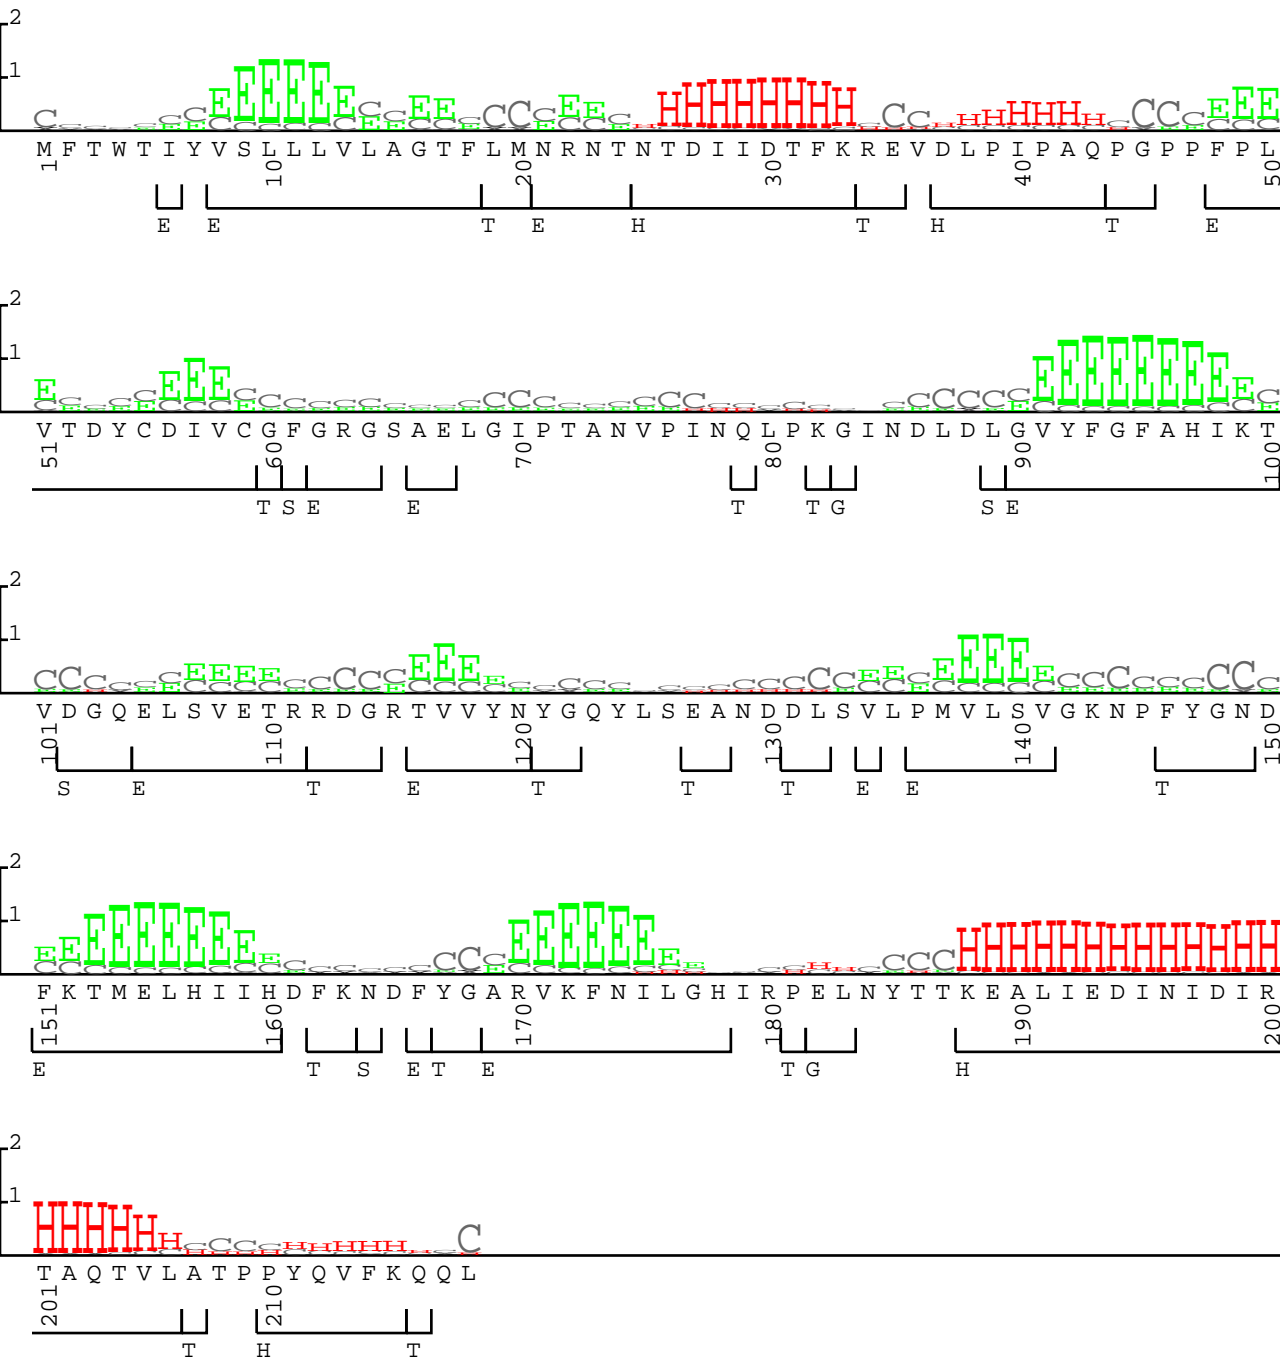 2
1
M F T W T I Y V S L L L V L A G T F L M N R N T N T D I I D T F K R E V D L P I P A Q P G P P F P L
1 10 20 30 40 50
E E T E H T H T E
2
1
V T D Y C D I V C G F G R G S A E L G I P T A N V P I N Q L P K G I N D L D L G V Y F G F A H I K T
51 60 70 80 90 100
T S E E T T G S E
2
1
V D G Q E L S V E T R R D G R T V V Y N Y G Q Y L S E A N D D L S V L P M V L S V G K N P F Y G N D
101 110 120 130 140 150
S E T E T T T E E T
2
1
F K T M E L H I I H D F K N D F Y G A R V K F N I L G H I R P E L N Y T T K E A L I E D I N I D I R
151 160 170 180 190 200
E T S E T E T G H
2
1
T A Q T V L A T P P Y Q V F K Q Q L
201 210
T H T